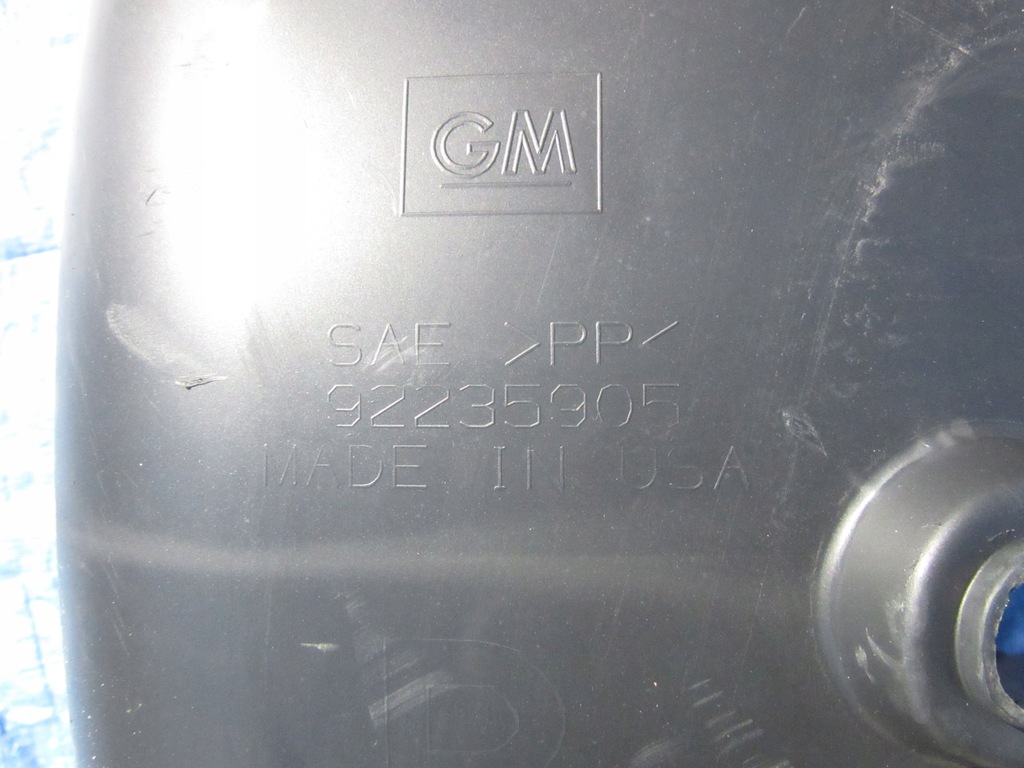 GM
SAE >PP<
92235905
MADE IN USA
D